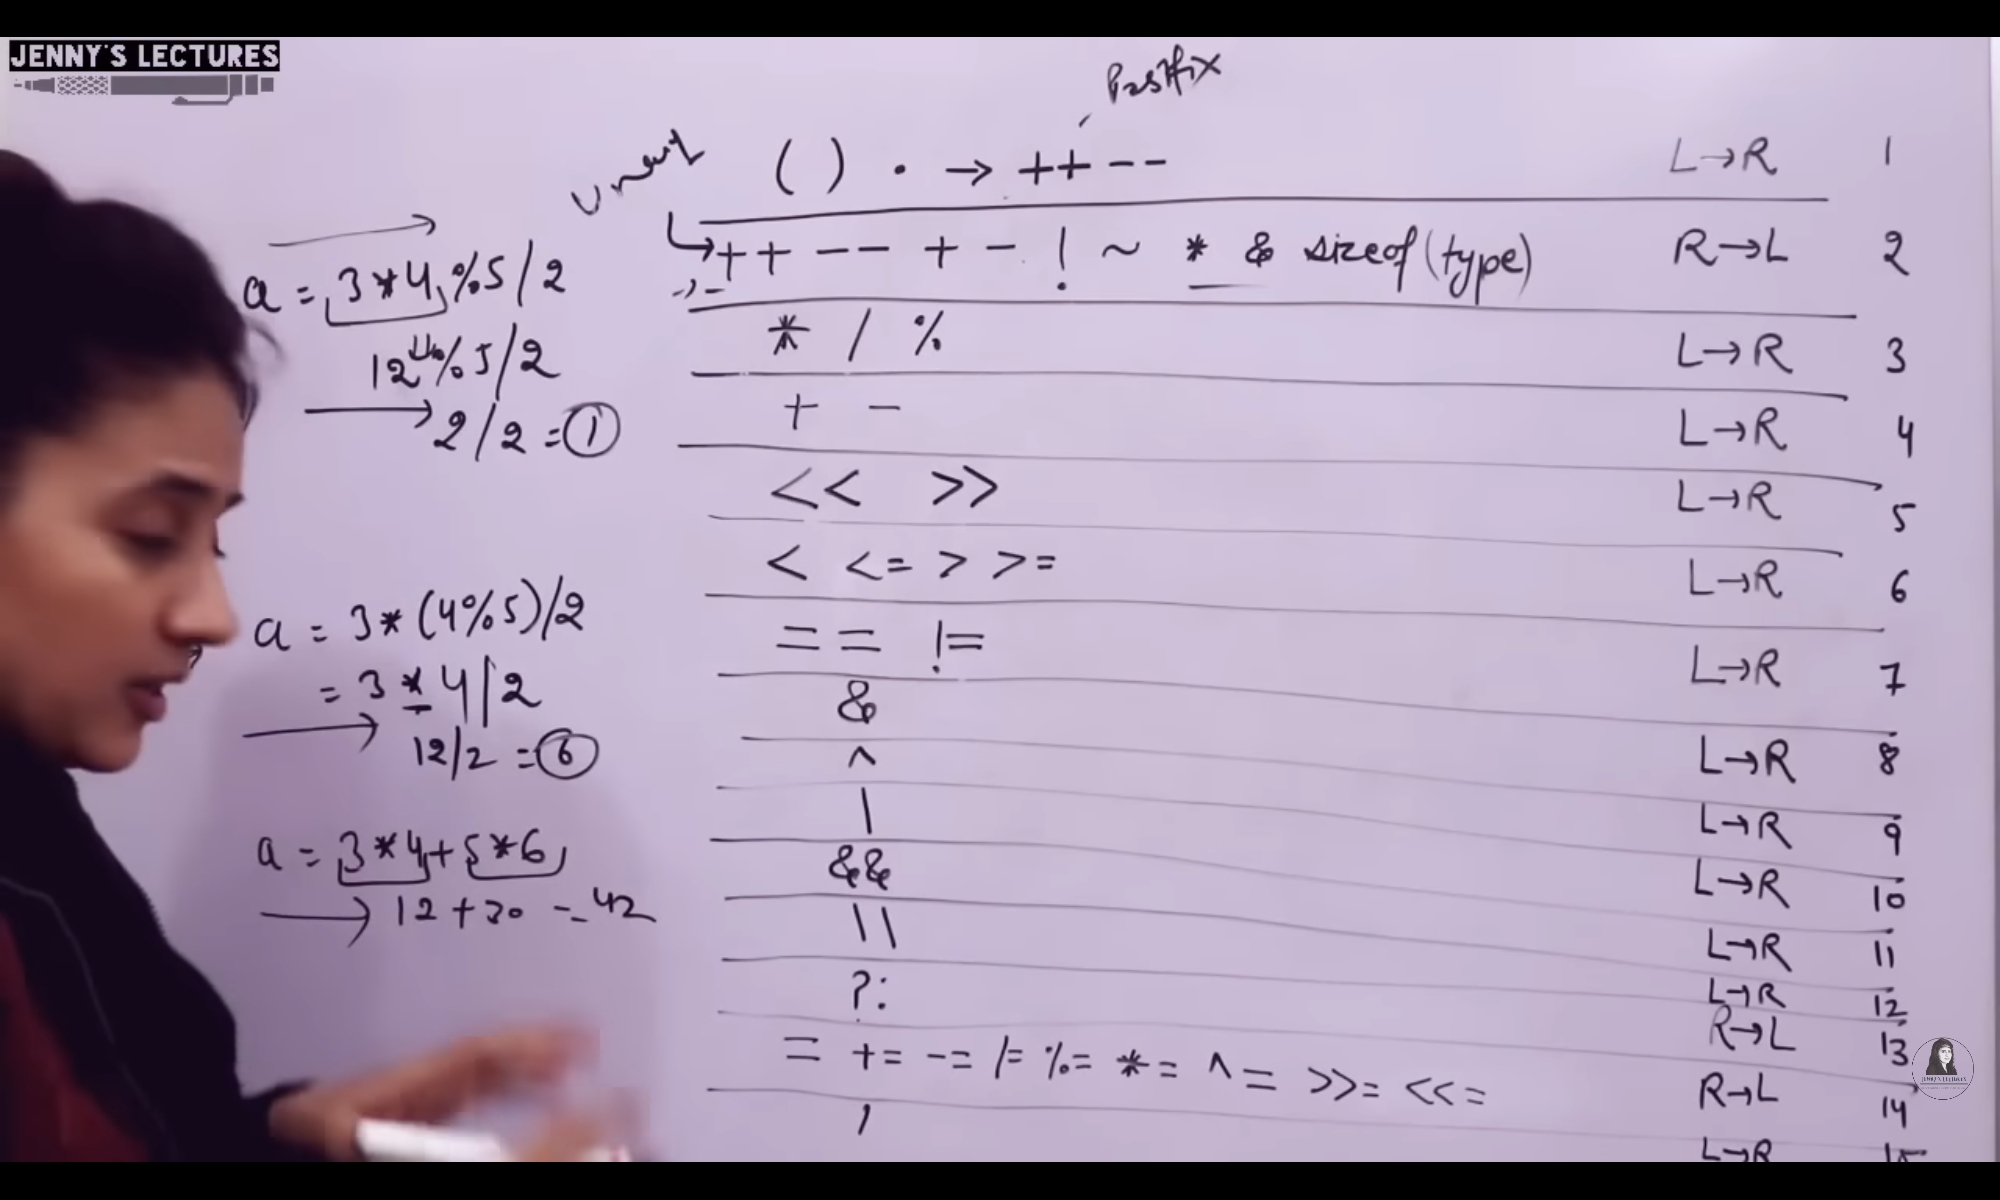 JENNY'S LECTURES
Postfix
Unary
( ) . → ++ -- L→R 1
++ -- + - ! ~ * & sizeof(type) R→L 2
* / % L→R 3
+ - L→R 4
<< >> L→R 5
< <= > >= L→R 6
== != L→R 7
& L→R 8
^ L→R 9
| L→R 10
&& L→R 11
|| L→R 12
?: R→L 13
= += -= /= %= *= ^= >>= <<= R→L 14
, L→R 15
a = 3*4%5/2
12%5/2
2/2 = 1
a = 3*(4%5)/2
= 3*4/2
12/2 = 6
a = 3*4+5*6
12+30 = 42
JENNY'S LECTURES